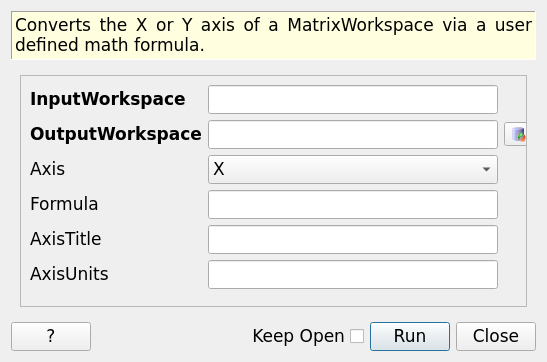 Converts the X or Y axis of a MatrixWorkspace via a user
defined math formula.
InputWorkspace
OutputWorkspace
Axis X
Formula
AxisTitle
AxisUnits
? Keep Open Run Close